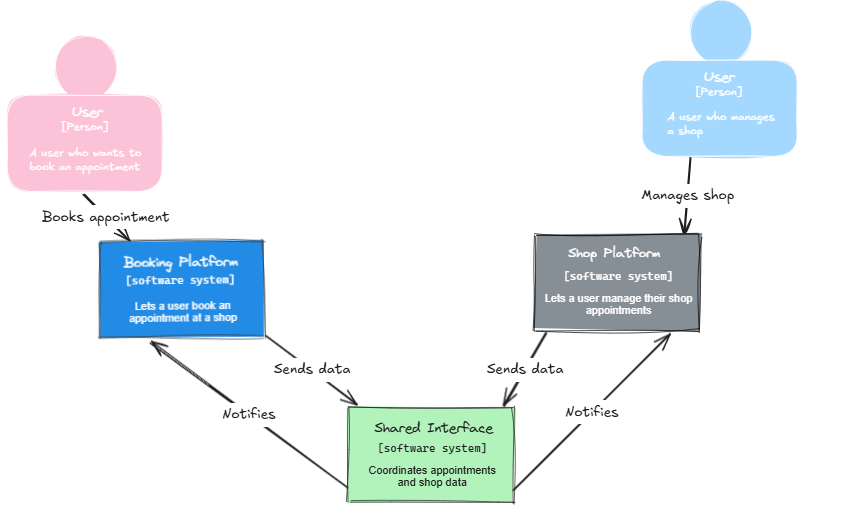 User
[Person]
A user who manages
a shop
User
[Person]
A user who wants to
book an appointment
Manages shop
Books appointment
Booking Platform
[software system]
Lets a user book an
appointment at a shop
Shop Platform
[software system]
Lets a user manage their shop
appointments
Sends data
Sends data
Notifies
Notifies
Shared Interface
[software system]
Coordinates appointments
and shop data